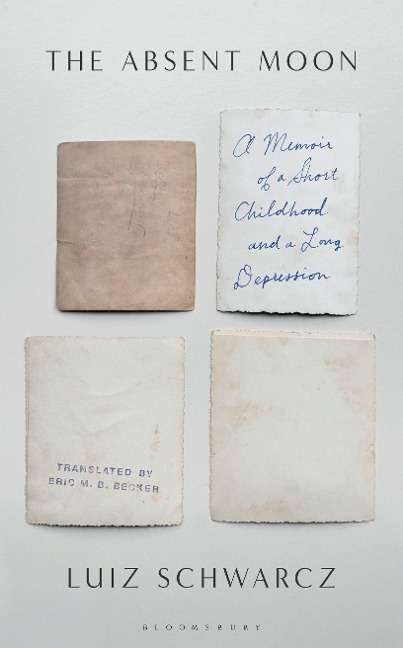 THE ABSENT MOON
A Memoir
of a Short
Childhood
and a Long
Depression
TRANSLATED BY
ERIC M. B. BECKER
LUIZ SCHWARCZ
BLOOMSBURY